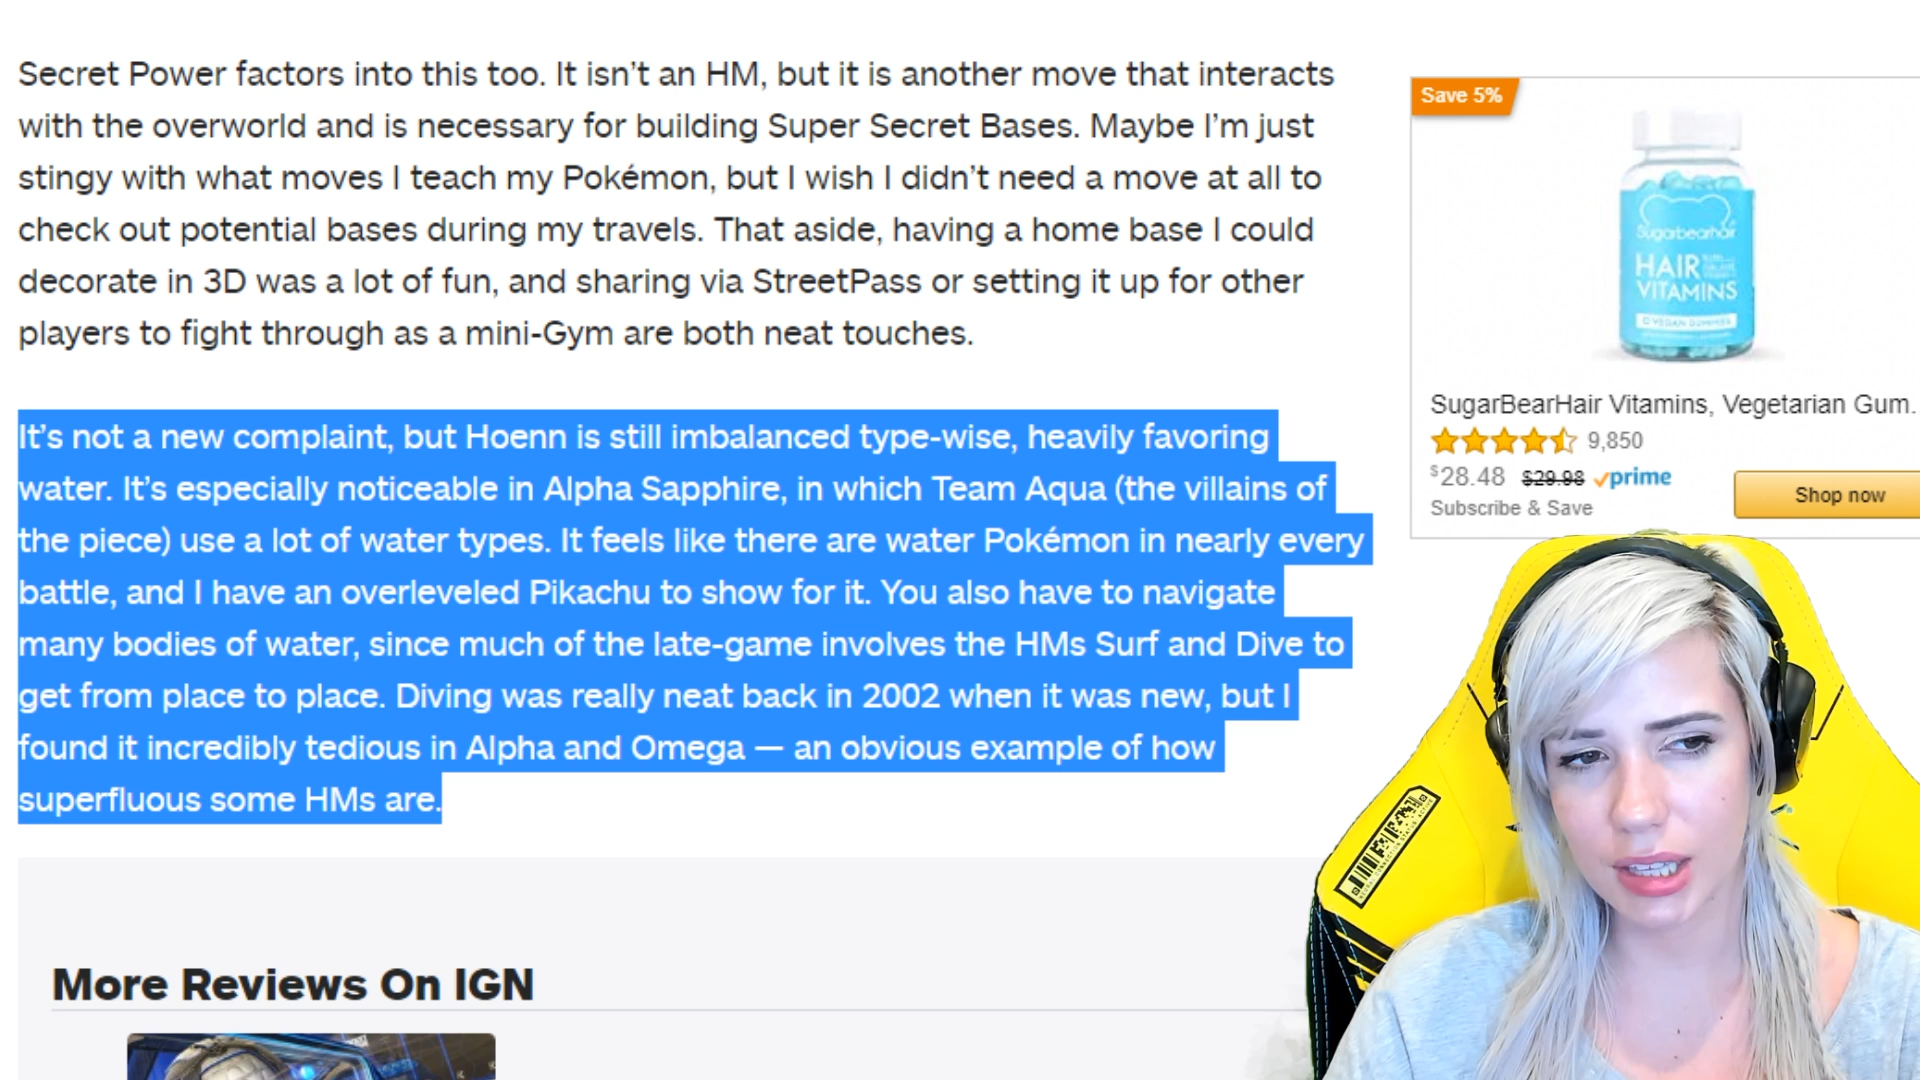 Secret Power factors into this too. It isn’t an HM, but it is another move that interacts
with the overworld and is necessary for building Super Secret Bases. Maybe I’m just
stingy with what moves I teach my Pokémon, but I wish I didn’t need a move at all to
check out potential bases during my travels. That aside, having a home base I could
decorate in 3D was a lot of fun, and sharing via StreetPass or setting it up for other
players to fight through as a mini-Gym are both neat touches.
It’s not a new complaint, but Hoenn is still imbalanced type-wise, heavily favoring
water. It’s especially noticeable in Alpha Sapphire, in which Team Aqua (the villains of
the piece) use a lot of water types. It feels like there are water Pokémon in nearly every
battle, and I have an overleveled Pikachu to show for it. You also have to navigate
many bodies of water, since much of the late-game involves the HMs Surf and Dive to
get from place to place. Diving was really neat back in 2002 when it was new, but I
found it incredibly tedious in Alpha and Omega — an obvious example of how
superfluous some HMs are.
More Reviews On IGN
Save 5%
Sugarbearhair
HAIR
VITAMINS
VEGAN GUMMIES
SugarBearHair Vitamins, Vegetarian Gum.
9,850
$28.48 $29.98 prime
Subscribe & Save
Shop now